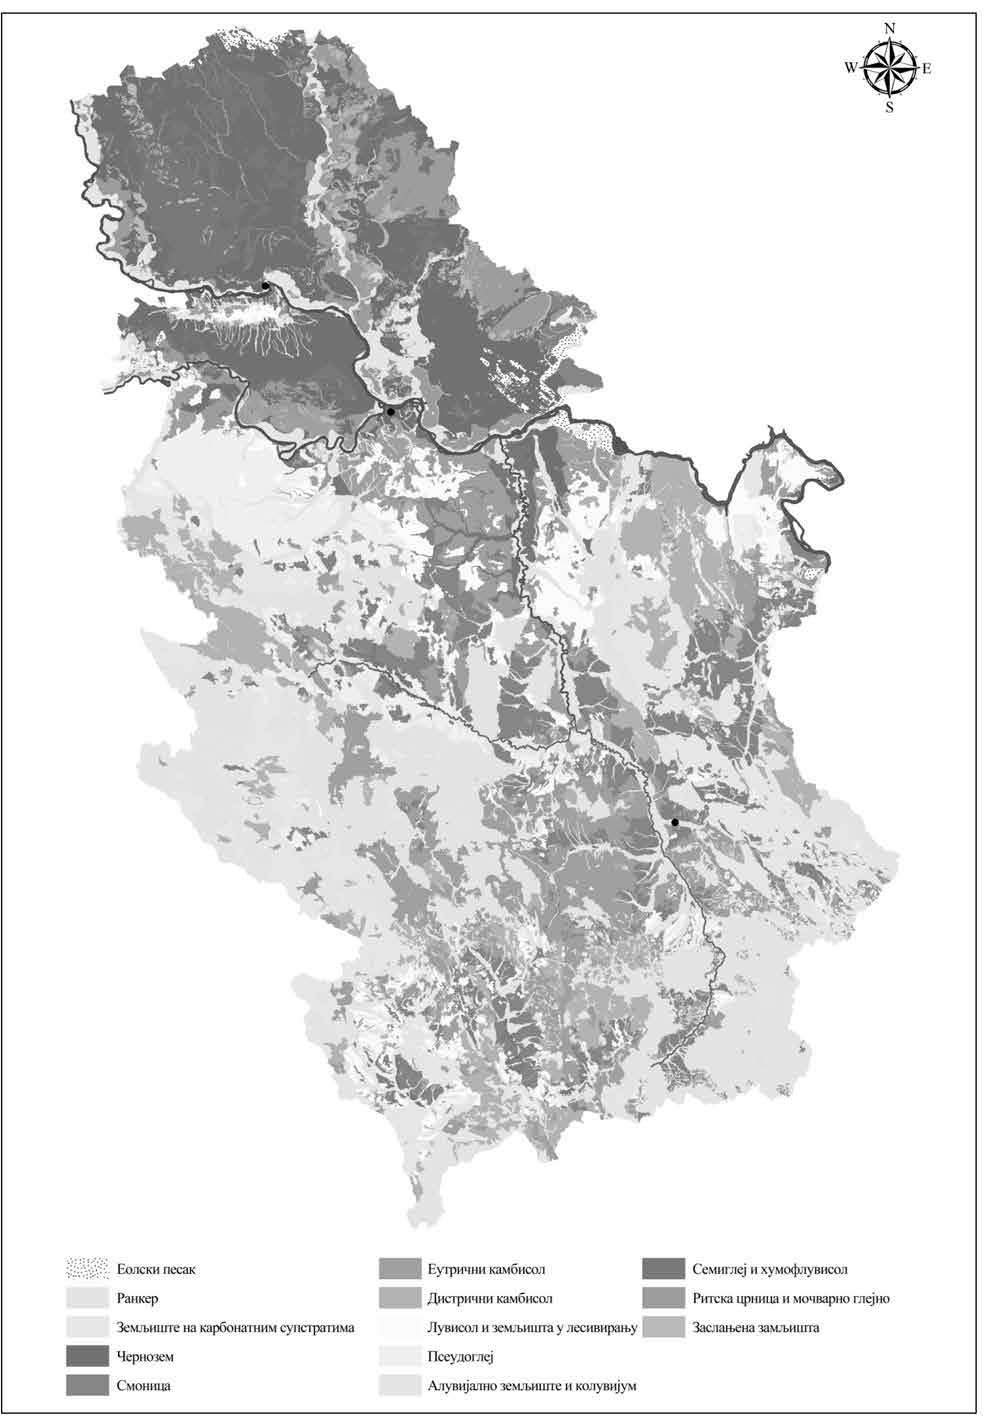 N
W E
S
Еолски песак
Ранкер
Земљиште на карбонатним супстратима
Чернозем
Смоница
Еутрични камбисол
Дистрични камбисол
Лувисол и земљишта у лесивирању
Псеудоглеј
Алувијално земљиште и колувијум
Семиглеј и хумофлувисол
Ритска црница и мочварно глејно
Заслањена замљишта